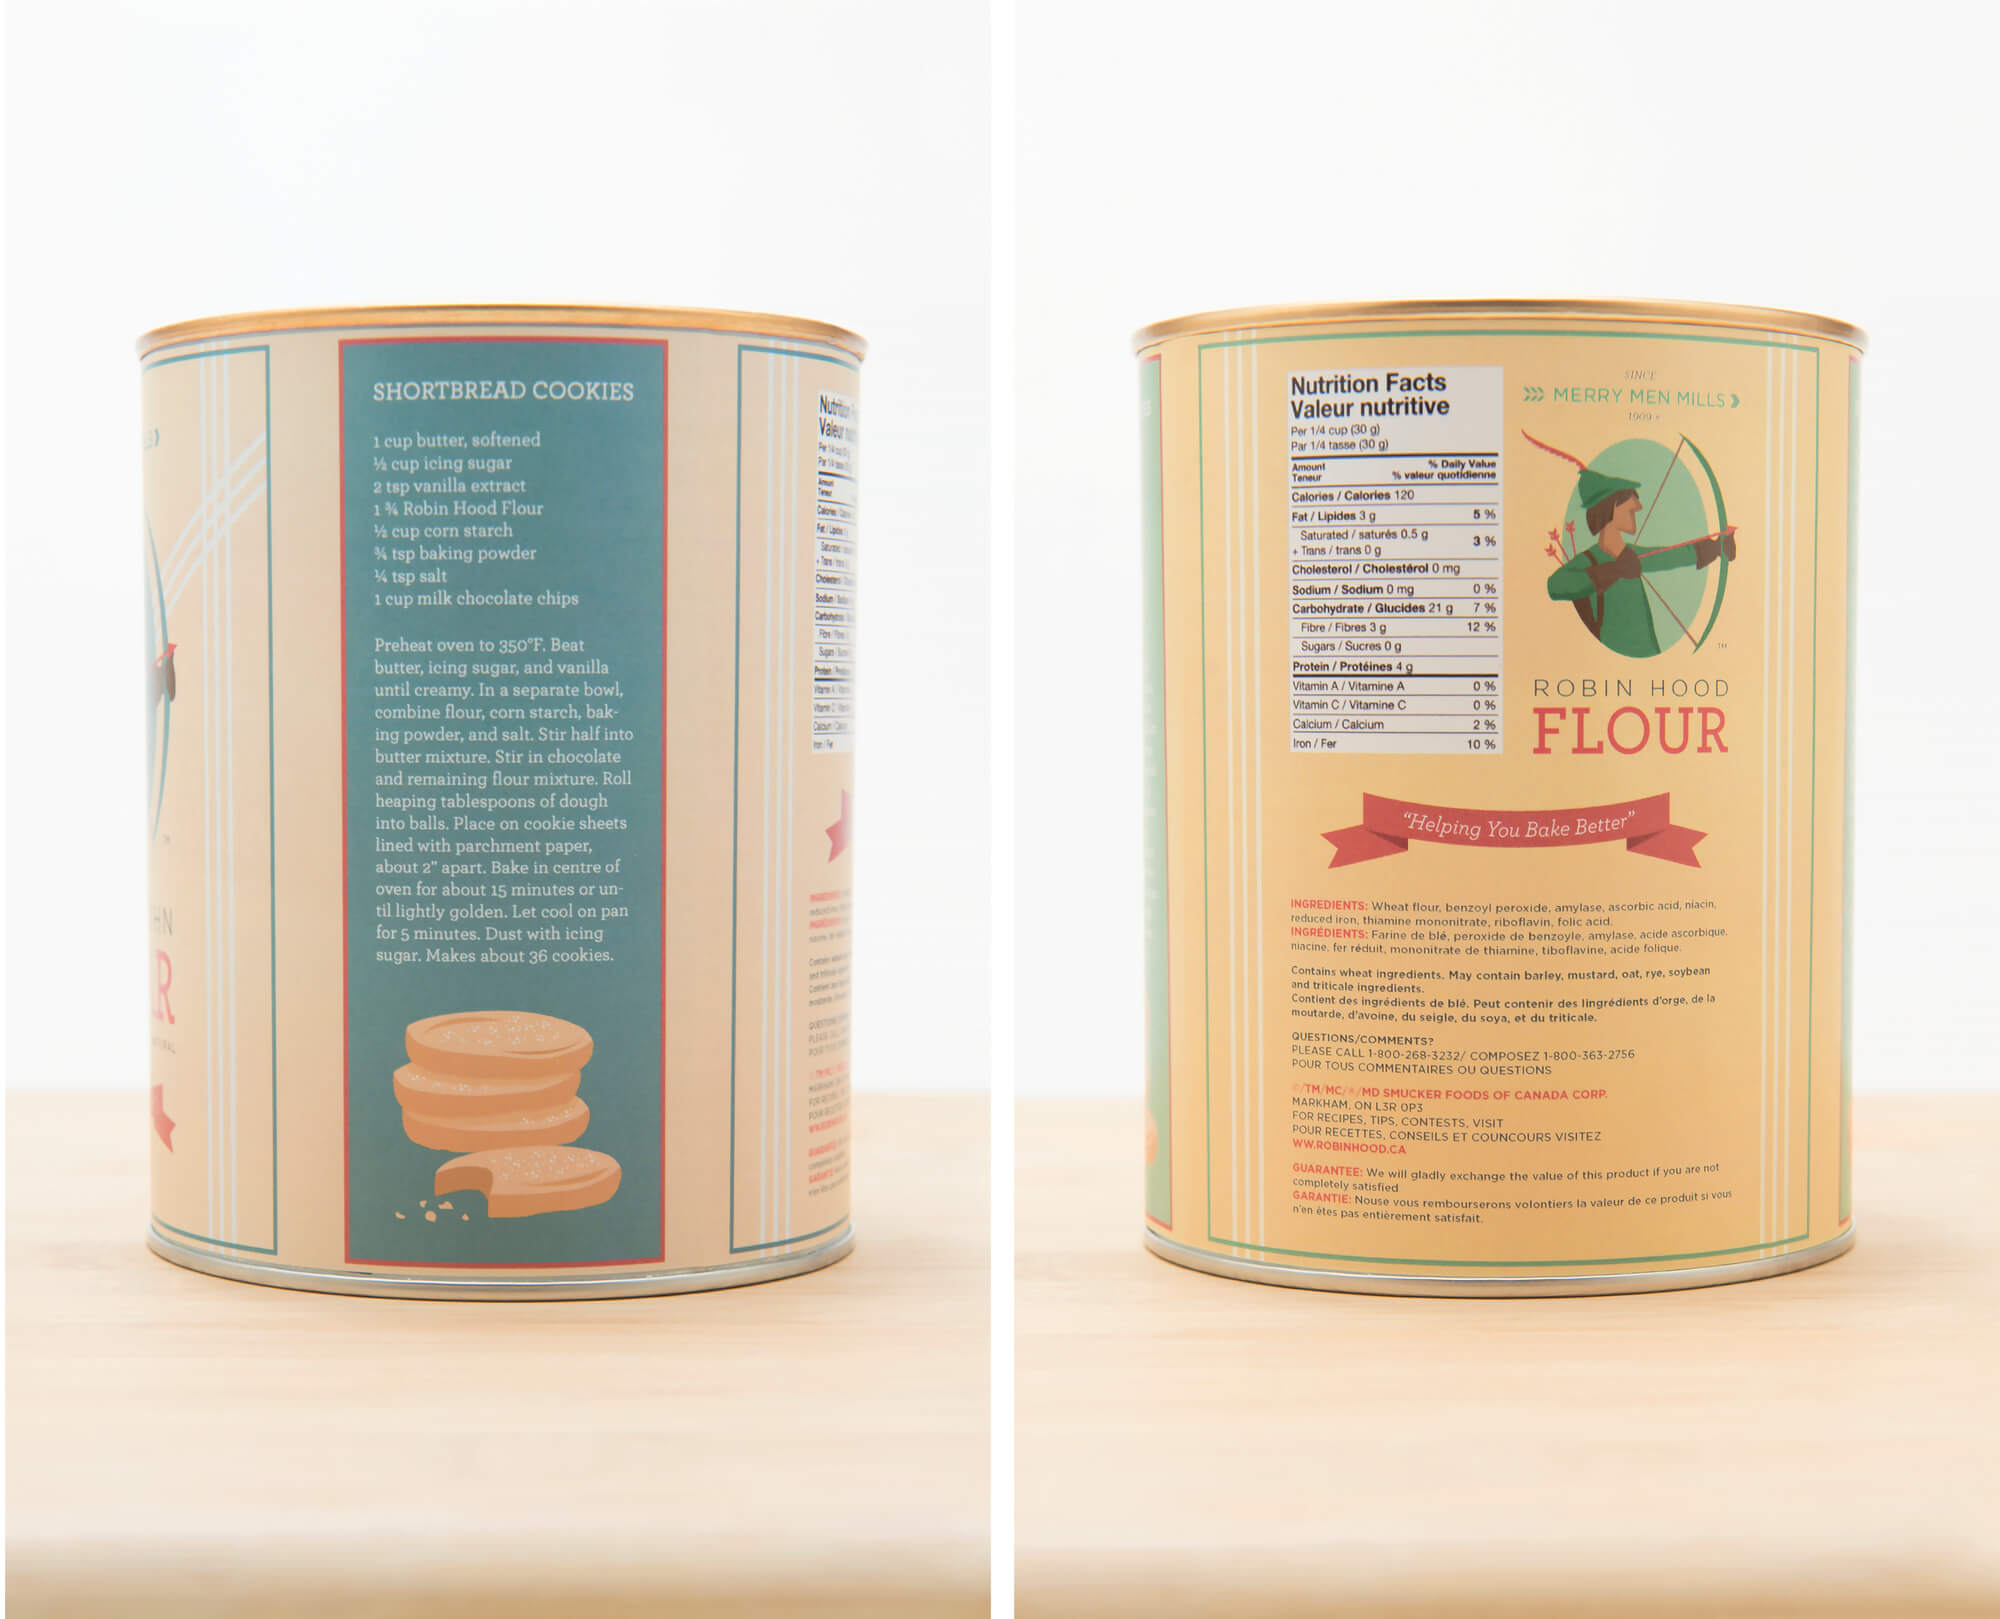 SHORTBREAD COOKIES
1 cup butter, softened
½ cup icing sugar
2 tsp vanilla extract
1 ¾ Robin Hood Flour
½ cup corn starch
¾ tsp baking powder
¼ tsp salt
1 cup milk chocolate chips
Preheat oven to 350°F. Beat
butter, icing sugar, and vanilla
until creamy. In a separate bowl,
combine flour, corn starch, bak-
ing powder, and salt. Stir half into
butter mixture. Stir in chocolate
and remaining flour mixture. Roll
heaping tablespoons of dough
into balls. Place on cookie sheets
lined with parchment paper,
about 2" apart. Bake in centre of
oven for about 15 minutes or un-
til lightly golden. Let cool on pan
for 5 minutes. Dust with icing
sugar. Makes about 36 cookies.
Nutrition Facts
Valeur nutritive
Per 1/4 cup (30 g)
Par 1/4 tasse (30 g)
Amount % Daily Value
Teneur % valeur quotidienne
Calories / Calories 120
Fat / Lipides 3 g 5 %
Saturated / saturés 0.5 g
+ Trans / trans 0 g 3 %
Cholesterol / Cholestérol 0 mg
Sodium / Sodium 0 mg 0 %
Carbohydrate / Glucides 21 g 7 %
Fibre / Fibres 3 g 12 %
Sugars / Sucres 0 g
Protein / Protéines 4 g
Vitamin A / Vitamine A 0 %
Vitamin C / Vitamine C 0 %
Calcium / Calcium 2 %
Iron / Fer 10 %
SINCE
MERRY MEN MILLS
1909
TM
ROBIN HOOD
FLOUR
"Helping You Bake Better"
INGREDIENTS: Wheat flour, benzoyl peroxide, amylase, ascorbic acid, niacin,
reduced iron, thiamine mononitrate, riboflavin, folic acid.
INGRÉDIENTS: Farine de blé, peroxide de benzoyle, amylase, acide ascorbique,
niacine, fer réduit, mononitrate de thiamine, tiboflavine, acide folique.
Contains wheat ingredients. May contain barley, mustard, oat, rye, soybean
and triticale ingredients.
Contient des ingrédients de blé. Peut contenir des lingrédients d'orge, de la
moutarde, d'avoine, du seigle, du soya, et du triticale.
QUESTIONS/COMMENTS?
PLEASE CALL 1-800-268-3232/ COMPOSEZ 1-800-363-2756
POUR TOUS COMMENTAIRES OU QUESTIONS
©/TM/MC/®/MD SMUCKER FOODS OF CANADA CORP.
MARKHAM, ON L3R 0P3
FOR RECIPES, TIPS, CONTESTS, VISIT
POUR RECETTES, CONSEILS ET COUNCOURS VISITEZ
WW.ROBINHOOD.CA
GUARANTEE: We will gladly exchange the value of this product if you are not
completely satisfied
GARANTIE: Nouse vous rembourserons volontiers la valeur de ce produit si vous
n'en êtes pas entièrement satisfait.